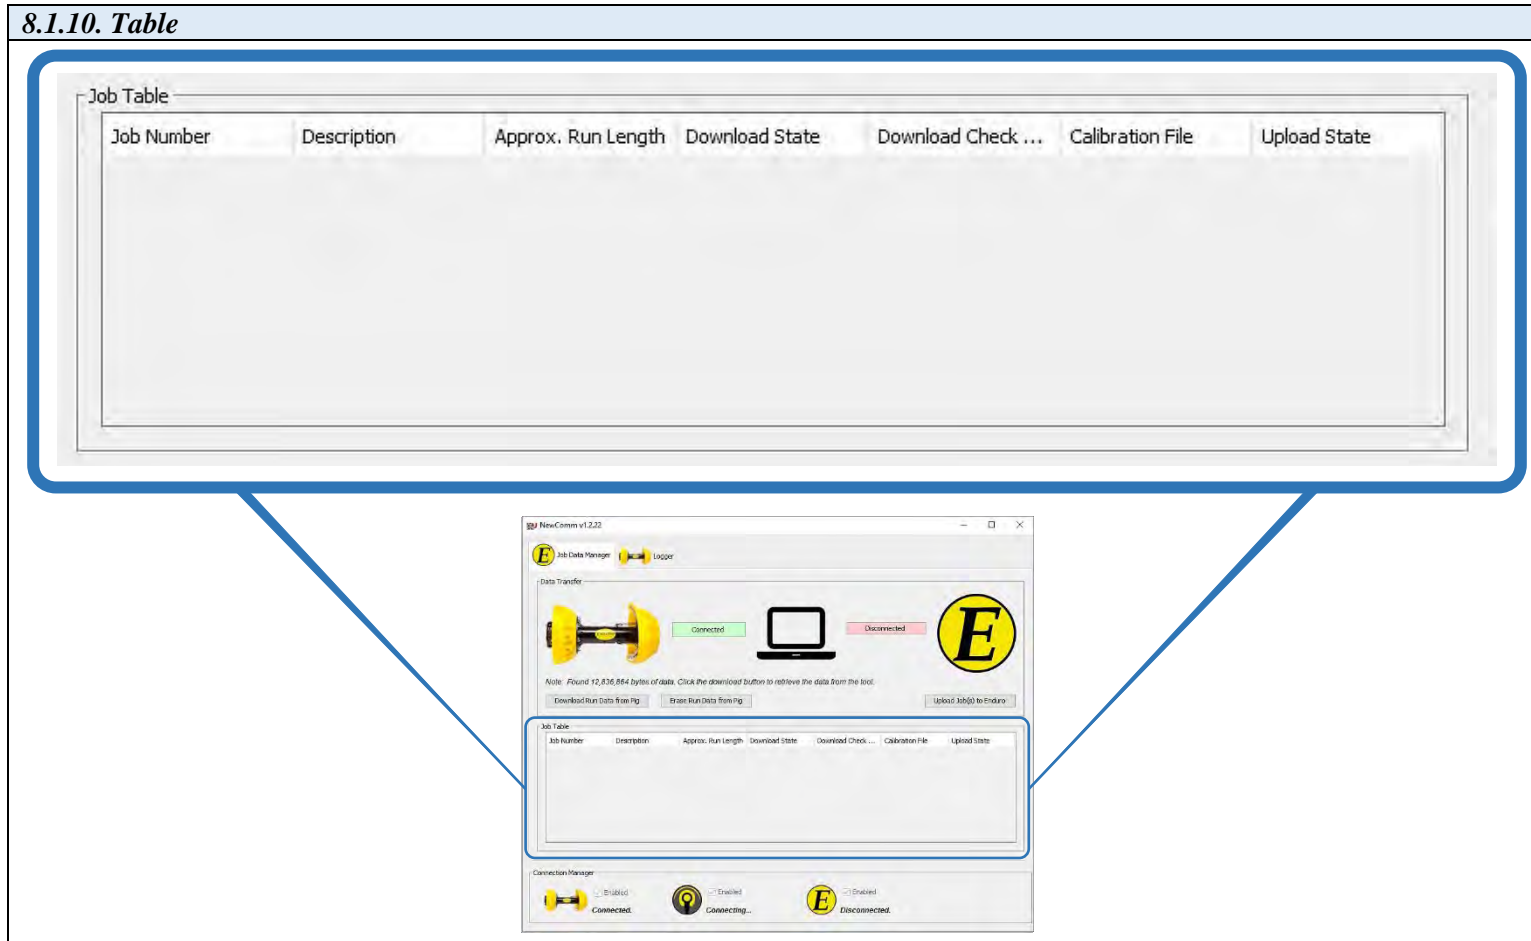 8.1.10. Table
Job Table
Job Number Description Approx. Run Length Download State Download Check ... Calibration File Upload State
NewComm v1.2.22
E Job Data Manager Logger
Data Transfer
Connected Disconnected E
Note: Found 12,836,864 bytes of data. Click the download button to retrieve the data from the tool.
Download Run Data from Pig Erase Run Data from Pig Upload Job(s) to Enduro
Job Table
Job Number Description Approx. Run Length Download State Download Check ... Calibration File Upload State
Connection Manager
Enabled Enabled E Enabled
Connected. Connecting... Disconnected.